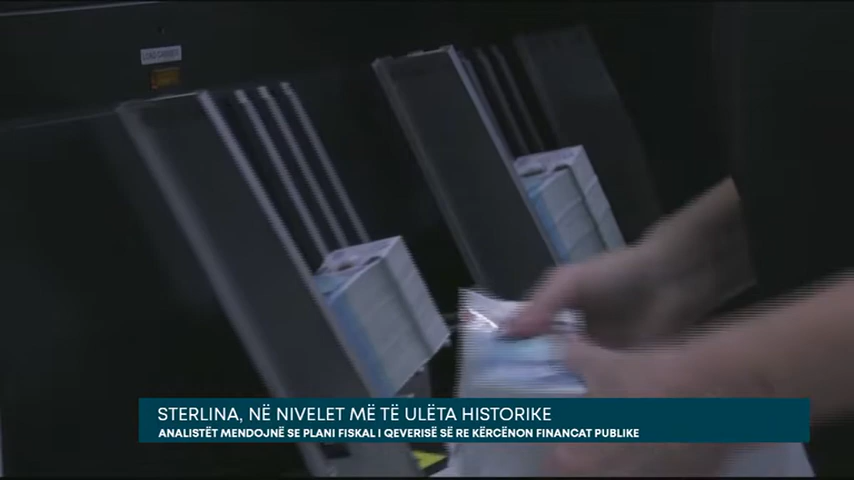 STERLINA, NË NIVELET MË TË ULËTA HISTORIKE
ANALISTËT MENDOJNË SE PLANI FISKAL I QEVERISË SË RE KËRCËNON FINANCAT PUBLIKE